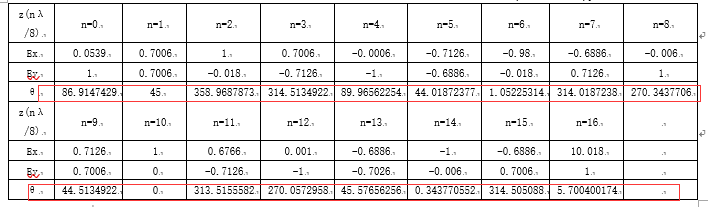 z(nλ/8) n=0 n=1 n=2 n=3 n=4 n=5 n=6 n=7 n=8
Ex 0.0539 0.7006 1 0.7006 -0.0006 -0.7126 -0.98 -0.6886 -0.006
Ey 1 0.7006 -0.018 -0.7126 -1 -0.6886 -0.018 0.7126 1
θ 86.9147429 45 358.9687873 314.5134922 89.96562254 44.01872377 1.05225314 314.0187238 270.3437706
z(nλ/8) n=9 n=10 n=11 n=12 n=13 n=14 n=15 n=16
Ex 0.7126 1 0.6766 0.001 -0.6886 -1 -0.6886 10.018
Ey 0.7006 0 -0.7126 -1 -0.7026 -0.006 0.7006 1
θ 44.5134922 0 313.5155582 270.0572958 45.57656256 0.343770552 314.505088 5.700400174